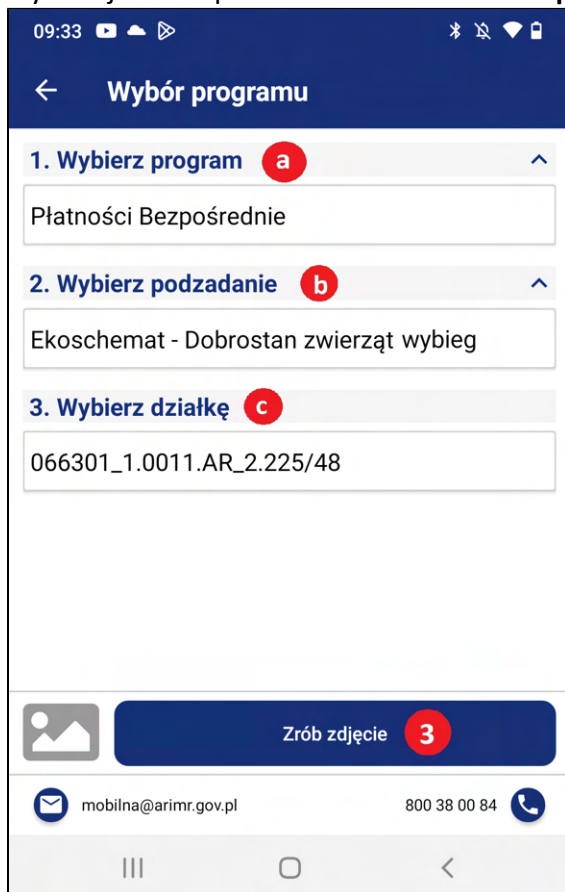 09:33
Wybór programu
1. Wybierz program a
Płatności Bezpośrednie
2. Wybierz podzadanie b
Ekoschemat - Dobrostan zwierząt wybieg
3. Wybierz działkę c
066301_1.0011.AR_2.225/48
Zrób zdjęcie 3
mobilna@arimr.gov.pl 800 38 00 84